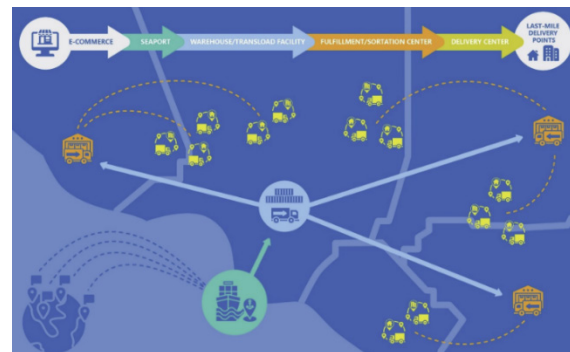 E-COMMERCE
SEAPORT
WAREHOUSE/TRANSLOAD FACILITY
FULFILLMENT/SORTATION CENTER
DELIVERY CENTER
LAST-MILE
DELIVERY
POINTS